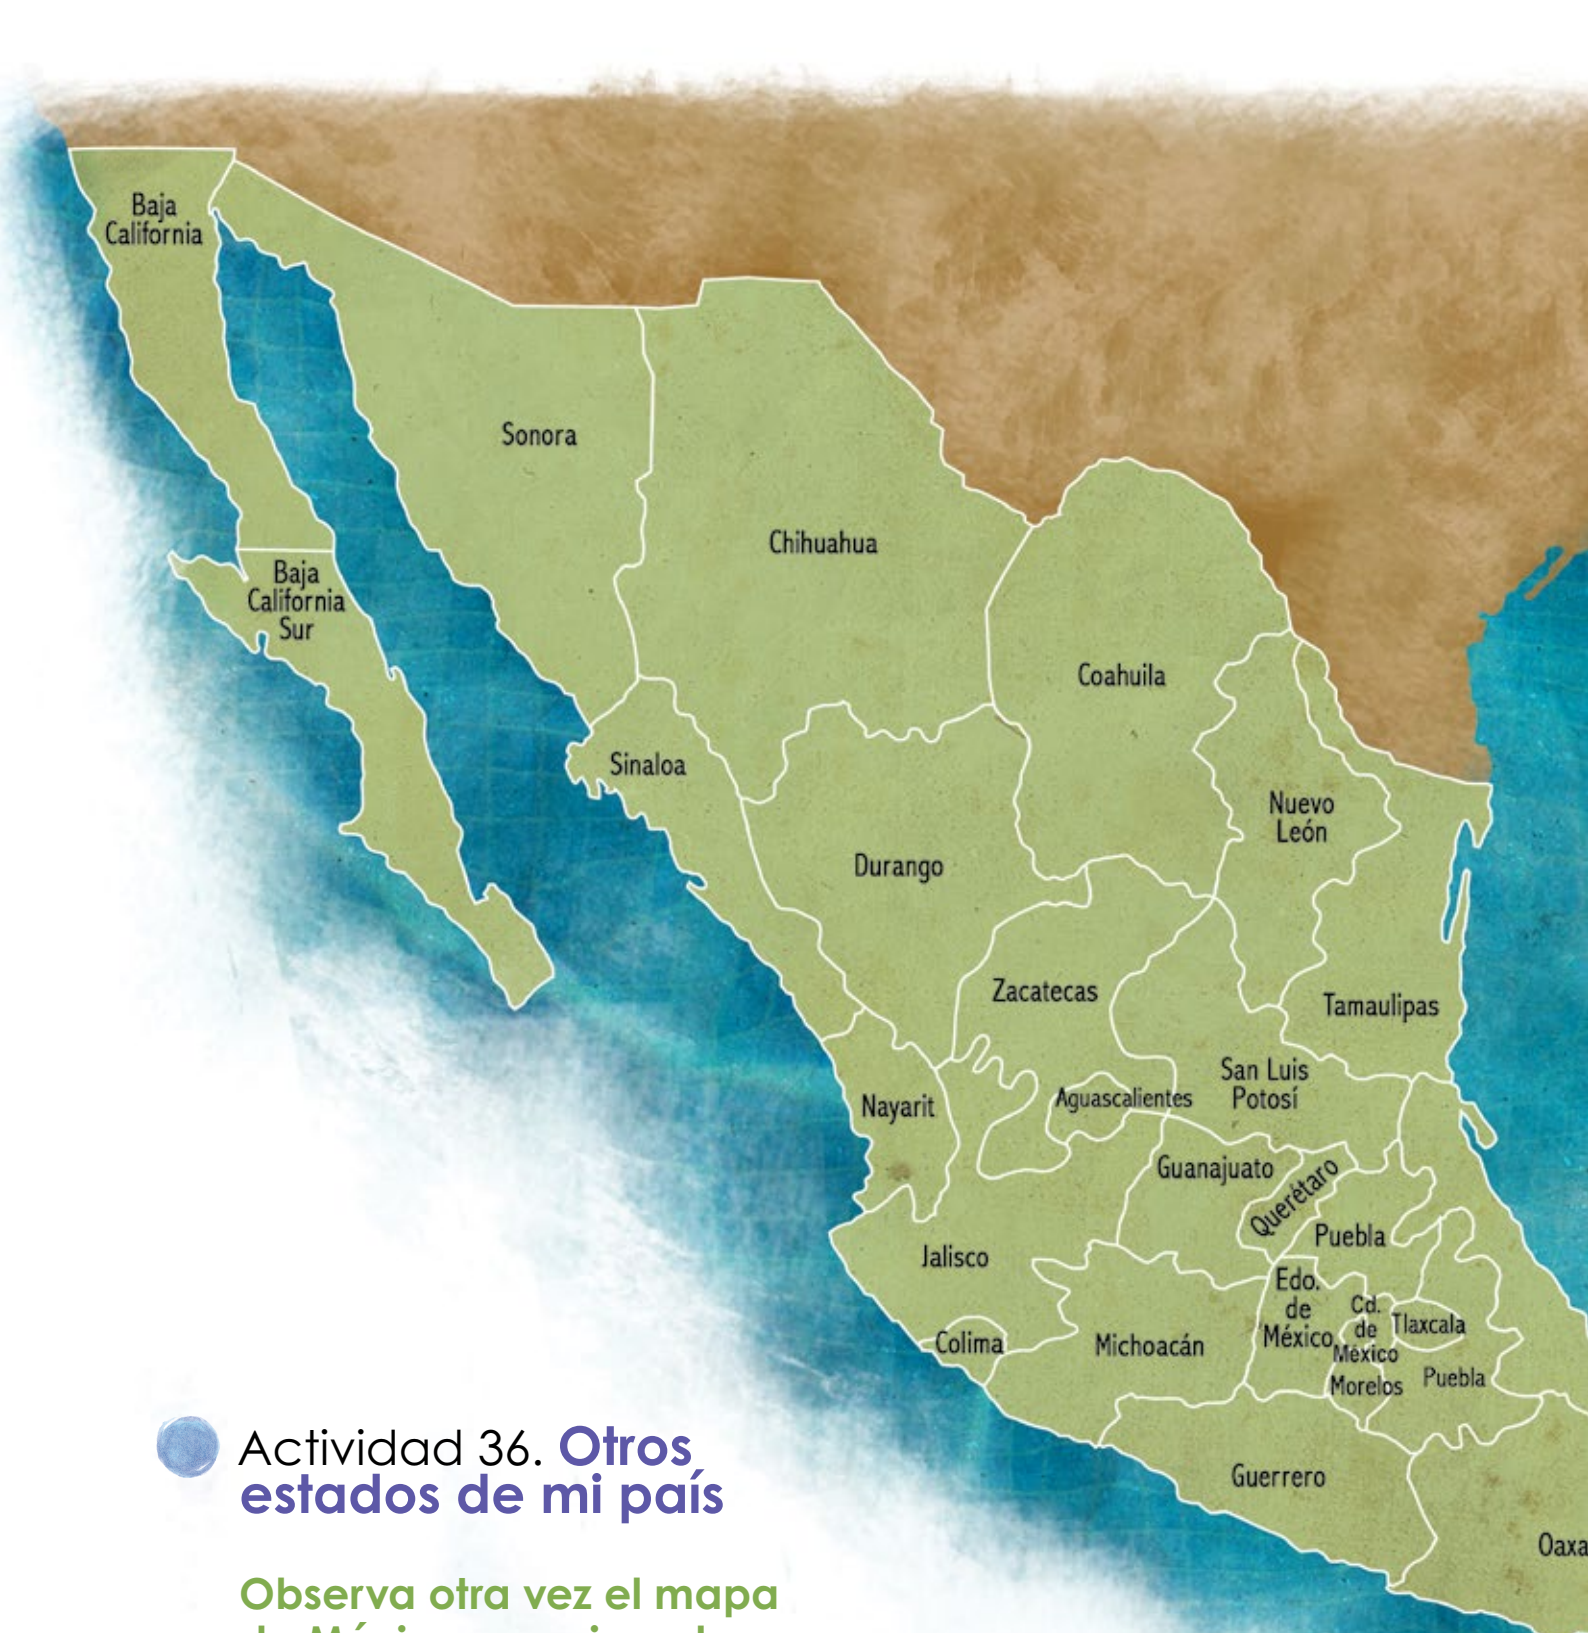 Baja
California
Sonora
Chihuahua
Baja
California
Sur
Coahuila
Sinaloa
Nuevo
León
Durango
Zacatecas
Tamaulipas
San Luis
Potosí
Aguascalientes
Nayarit
Guanajuato
Querétaro
Puebla
Jalisco
Edo.
de
México
Cd.
de
México
Tlaxcala
Colima
Michoacán
Morelos
Puebla
Guerrero
Oaxa
Actividad 36. Otros
estados de mi país
Observa otra vez el mapa